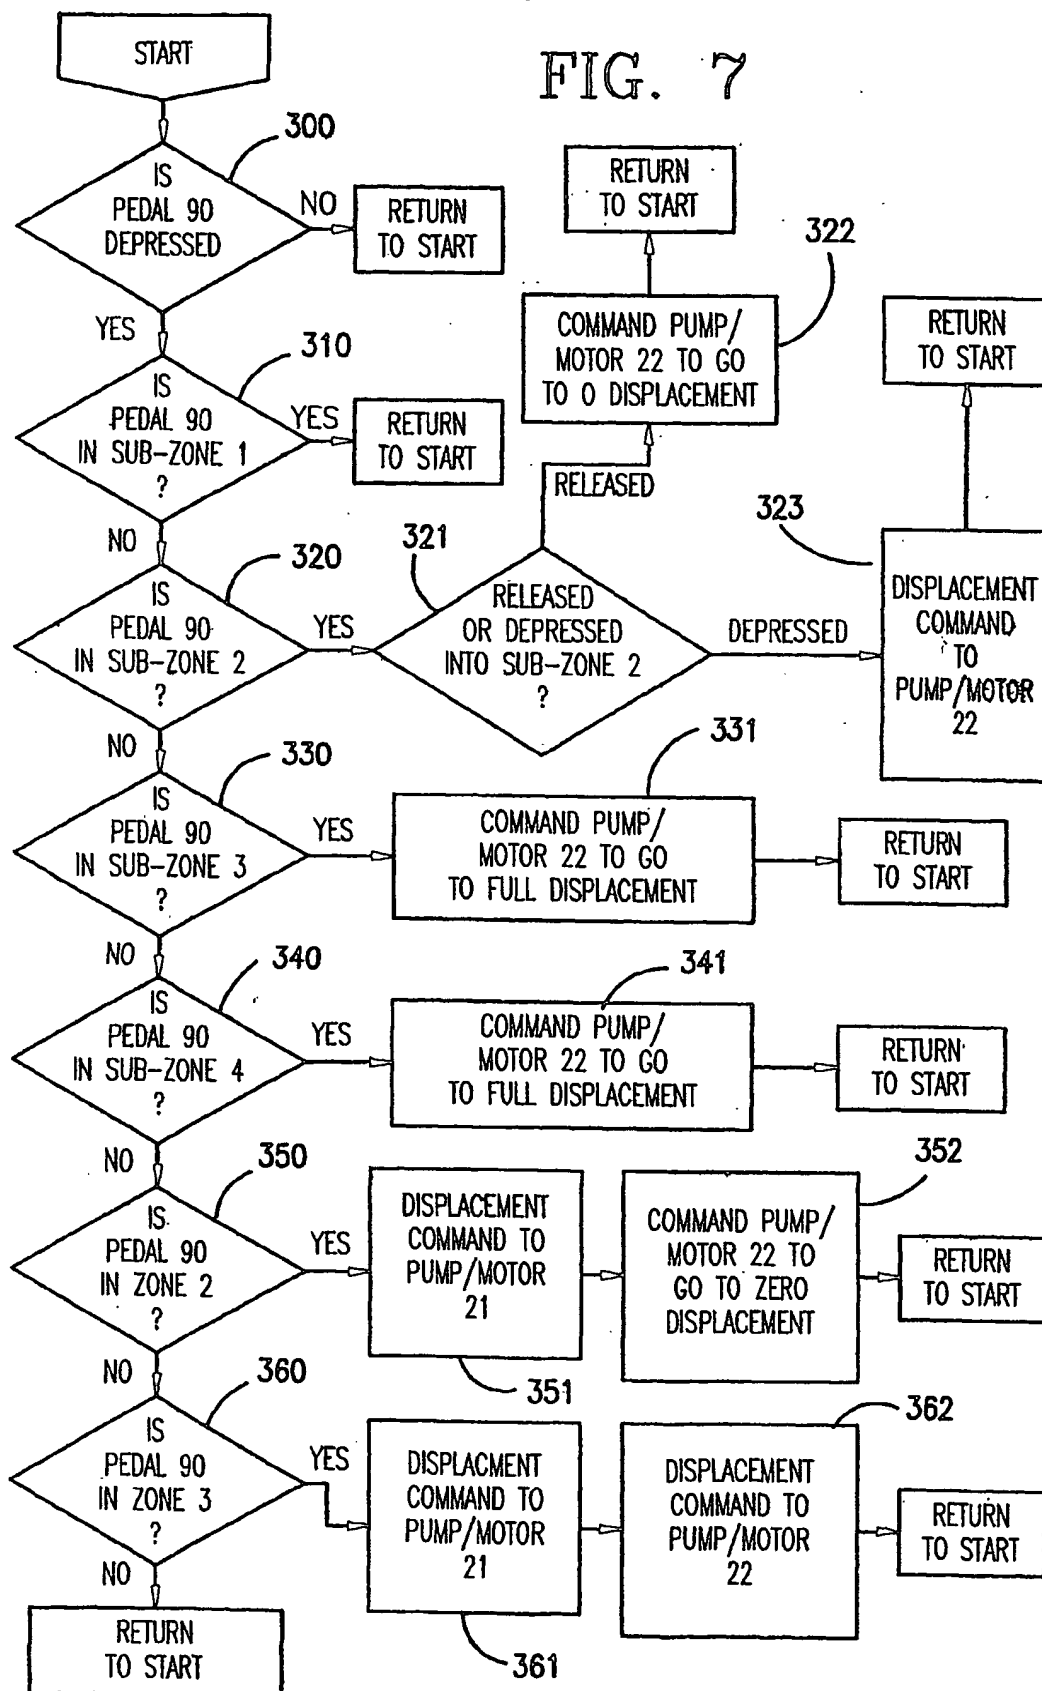 START
FIG. 7
300
IS
PEDAL 90
DEPRESSED
NO
RETURN
TO START
YES
310
IS
PEDAL 90
IN SUB-ZONE 1
?
YES
RETURN
TO START
NO
320
IS
PEDAL 90
IN SUB-ZONE 2
?
YES
321
RELEASED
OR DEPRESSED
INTO SUB-ZONE 2
?
RELEASED
322
COMMAND PUMP/
MOTOR 22 TO GO
TO 0 DISPLACEMENT
RETURN
TO START
DEPRESSED
323
DISPLACEMENT
COMMAND
TO
PUMP/MOTOR
22
RETURN
TO START
NO
330
IS
PEDAL 90
IN SUB-ZONE 3
?
YES
331
COMMAND PUMP/
MOTOR 22 TO GO
TO FULL DISPLACEMENT
RETURN
TO START
NO
340
IS
PEDAL 90
IN SUB-ZONE 4
?
YES
341
COMMAND PUMP/
MOTOR 22 TO GO
TO FULL DISPLACEMENT
RETURN
TO START
NO
350
IS
PEDAL 90
IN ZONE 2
?
YES
DISPLACEMENT
COMMAND TO
PUMP/MOTOR
21
351
352
COMMAND PUMP/
MOTOR 22 TO
GO TO ZERO
DISPLACEMENT
RETURN
TO START
NO
360
IS
PEDAL 90
IN ZONE 3
?
YES
DISPLACMENT
COMMAND TO
PUMP/MOTOR
21
361
362
DISPLACEMENT
COMMAND TO
PUMP/MOTOR
22
RETURN
TO START
NO
RETURN
TO START